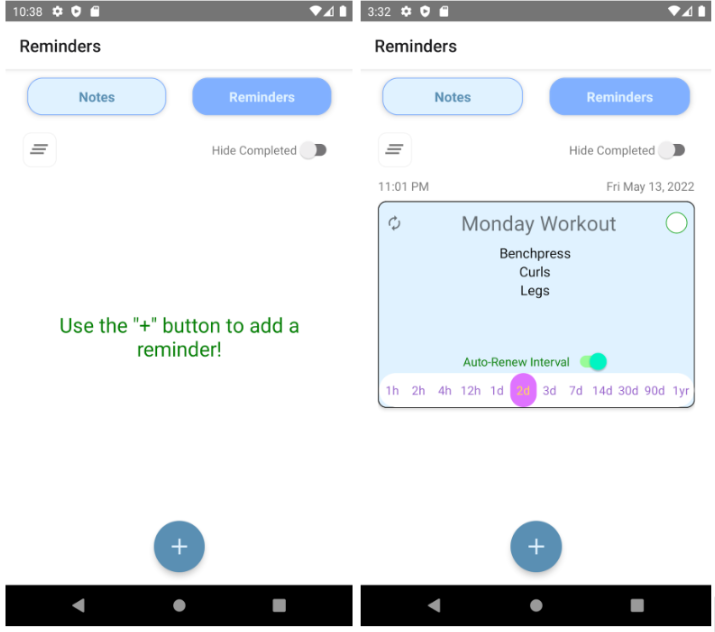 10:38
Reminders
Notes Reminders
Hide Completed
Use the "+" button to add a
reminder!
3:32
Reminders
Notes Reminders
Hide Completed
11:01 PM Fri May 13, 2022
Monday Workout
Benchpress
Curls
Legs
Auto-Renew Interval
1h 2h 4h 12h 1d 2d 3d 7d 14d 30d 90d 1yr